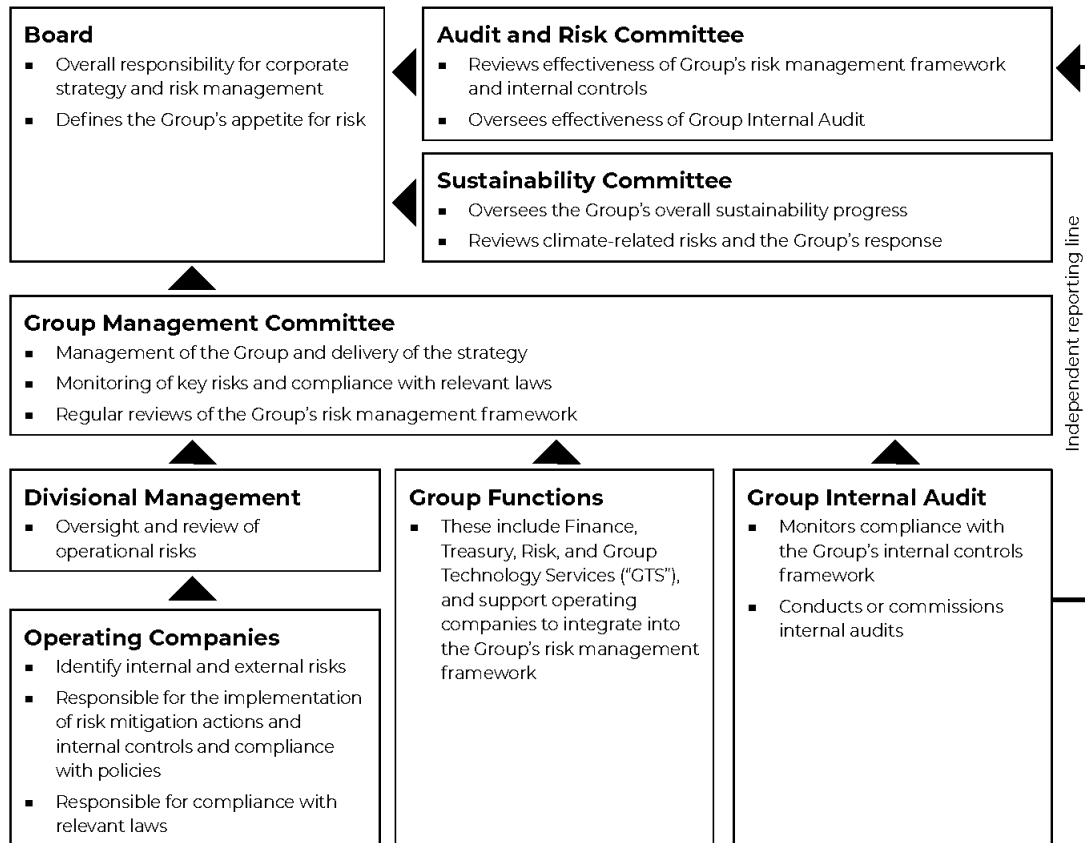 Board
▪ Overall responsibility for corporate
strategy and risk management
▪ Defines the Group’s appetite for risk
Audit and Risk Committee
▪ Reviews effectiveness of Group’s risk management framework
and internal controls
▪ Oversees effectiveness of Group Internal Audit
Sustainability Committee
▪ Oversees the Group’s overall sustainability progress
▪ Reviews climate-related risks and the Group’s response
Independent reporting line
Group Management Committee
▪ Management of the Group and delivery of the strategy
▪ Monitoring of key risks and compliance with relevant laws
▪ Regular reviews of the Group’s risk management framework
Divisional Management
▪ Oversight and review of
operational risks
Operating Companies
▪ Identify internal and external risks
▪ Responsible for the implementation
of risk mitigation actions and
internal controls and compliance
with policies
▪ Responsible for compliance with
relevant laws
Group Functions
▪ These include Finance,
Treasury, Risk, and Group
Technology Services (“GTS”),
and support operating
companies to integrate into
the Group’s risk management
framework
Group Internal Audit
▪ Monitors compliance with
the Group’s internal controls
framework
▪ Conducts or commissions
internal audits